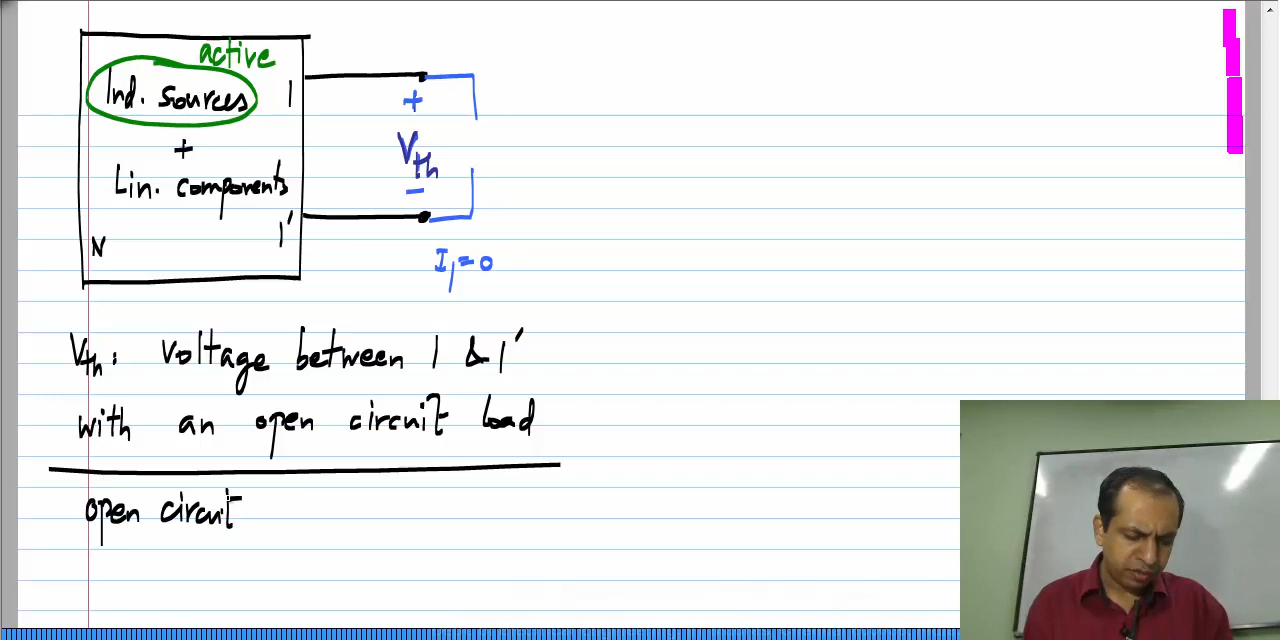 active
Ind. Sources 1
+
+
Vth
Lin. components
-
1'
N
I1=0
Vth: Voltage between 1 & 1'
with an open circuit load
open circuit